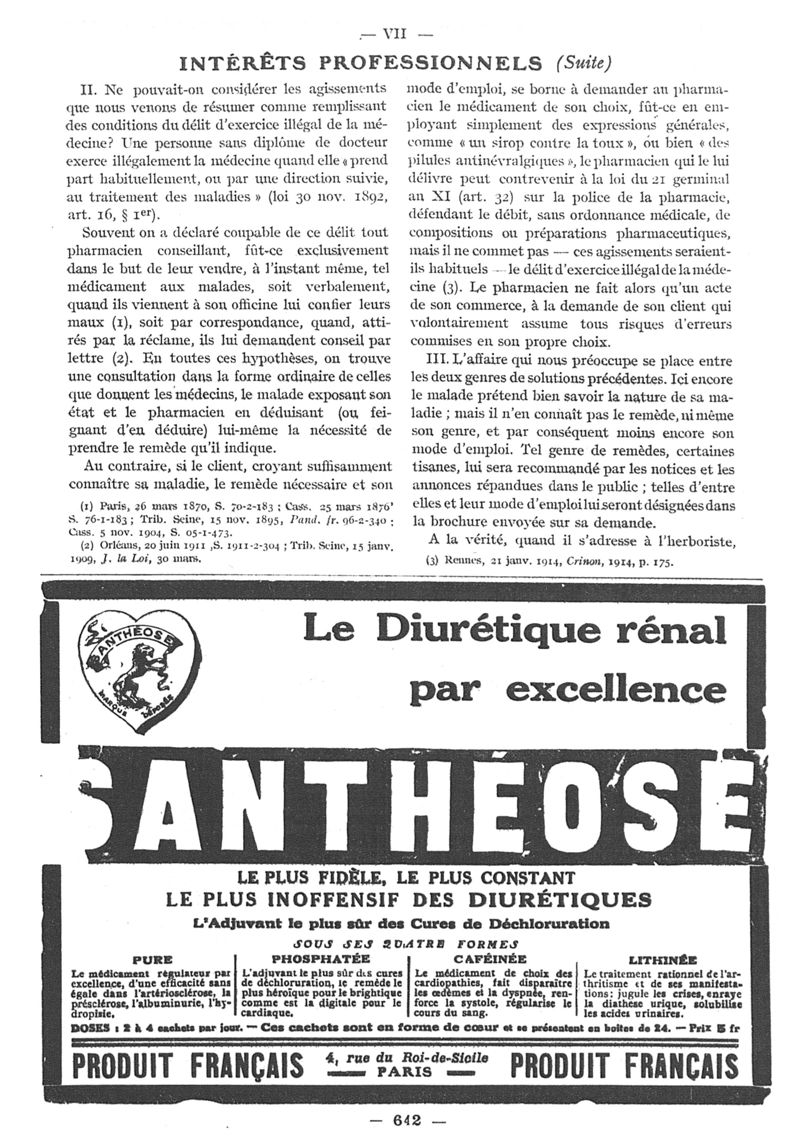 — VII —
INTÉRÊTS PROFESSIONNELS (Suite)
II. Ne pouvait-on considérer les agissements
que nous venons de résumer comme remplissant
des conditions du délit d'exercice illégal de la mé-
decine? Une personne sans diplôme de docteur
exerce illégalement la médecine quand elle « prend
part habituellement, ou par une direction suivie,
au traitement des maladies » (loi 30 nov. 1892,
art. 16, § 1er).
Souvent on a déclaré coupable de ce délit tout
pharmacien conseillant, fût-ce exclusivement
dans le but de leur vendre, à l'instant même, tel
médicament aux malades, soit verbalement,
quand ils viennent à son officine lui confier leurs
maux (1), soit par correspondance, quand, atti-
rés par la réclame, ils lui demandent conseil par
lettre (2). En toutes ces hypothèses, on trouve
une consultation dans la forme ordinaire de celles
que donnent les médecins, le malade exposant son
état et le pharmacien en déduisant (ou fei-
gnant d'en déduire) lui-même la nécessité de
prendre le remède qu'il indique.
Au contraire, si le client, croyant suffisamment
connaître sa maladie, le remède nécessaire et son
(1) Paris, 26 mars 1870, S. 70-2-183 ; Cass. 25 mars 1876'
S. 76-1-183 ; Trib. Seine, 15 nov. 1895, Pand. fr. 96-2-340 ;
Cass. 5 nov. 1904, S. 05-1-473.
(2) Orléans, 20 juin 1911 ,S. 1911-2-304 ; Trib. Seine, 15 janv.
1909, J. la Loi, 30 mars.
mode d'emploi, se borne à demander au pharma-
cien le médicament de son choix, fût-ce en em-
ployant simplement des expressions générales,
comme « un sirop contre la toux », ou bien « des
pilules antinévralgiques », le pharmacien qui le lui
délivre peut contrevenir à la loi du 21 germinal
an XI (art. 32) sur la police de la pharmacie,
défendant le débit, sans ordonnance médicale, de
compositions ou préparations pharmaceutiques,
mais il ne commet pas — ces agissements seraient-
ils habituels — le délit d'exercice illégal de la méde-
cine (3). Le pharmacien ne fait alors qu'un acte
de son commerce, à la demande de son client qui
volontairement assume tous risques d'erreurs
commises en son propre choix.
III. L'affaire qui nous préoccupe se place entre
les deux genres de solutions précédentes. Ici encore
le malade prétend bien savoir la nature de sa ma-
ladie ; mais il n'en connaît pas le remède, ni même
son genre, et par conséquent moins encore son
mode d'emploi. Tel genre de remèdes, certaines
tisanes, lui sera recommandé par les notices et les
annonces répandues dans le public ; telles d'entre
elles et leur mode d'emploi lui seront désignées dans
la brochure envoyée sur sa demande.
A la vérité, quand il s'adresse à l'herboriste,
(3) Rennes, 21 janv. 1914, Crinon, 1914, p. 175.
SANTHÉOSE
MARQUE DÉPOSÉE
Le Diurétique rénal
par excellence
SANTHEOSE
LE PLUS FIDÈLE, LE PLUS CONSTANT
LE PLUS INOFFENSIF DES DIURÉTIQUES
L'Adjuvant le plus sûr des Cures de Déchloruration
SOUS SES QUATRE FORMES
PURE
Le médicament régulateur par
excellence, d'une efficacité sans
égale dans l'artériosclérose, la
présclérose, l'albuminurie, l'hy-
dropisie.
PHOSPHATÉE
L'adjuvant le plus sûr des cures
de déchloruration, le remède le
plus héroïque pour le brightique
comme est la digitale pour le
cardiaque.
CAFÉINÉE
Le médicament de choix des
cardiopathies, fait disparaître
les œdèmes et la dyspnée, ren-
force la systole, régularise le
cours du sang.
LITHINÉE
Le traitement rationnel de l'ar-
thritisme et de ses manifesta-
tions : jugule les crises, enraye
la diathèse urique, solubilise
les acides urinaires.
DOSES : 2 à 4 cachets par jour. — Ces cachets sont en forme de cœur et se présentent en boîtes de 24. — Prix 5 fr
PRODUIT FRANÇAIS
4, rue du Roi-de-Sicile
PARIS
PRODUIT FRANÇAIS
— 642 —